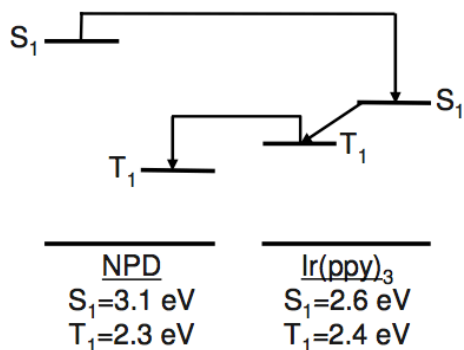 S₁
S₁
T₁
T₁
NPD
S₁=3.1 eV
T₁=2.3 eV
Ir(ppy)₃
S₁=2.6 eV
T₁=2.4 eV